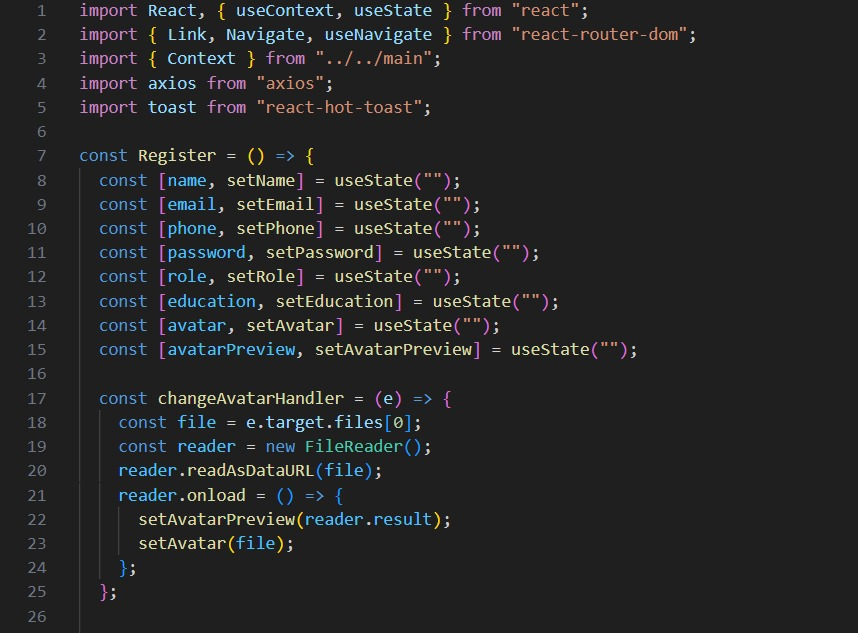 1 import React, { useContext, useState } from "react";
2 import { Link, Navigate, useNavigate } from "react-router-dom";
3 import { Context } from "../../main";
4 import axios from "axios";
5 import toast from "react-hot-toast";
6
7 const Register = () => {
8   const [name, setName] = useState("");
9   const [email, setEmail] = useState("");
10   const [phone, setPhone] = useState("");
11   const [password, setPassword] = useState("");
12   const [role, setRole] = useState("");
13   const [education, setEducation] = useState("");
14   const [avatar, setAvatar] = useState("");
15   const [avatarPreview, setAvatarPreview] = useState("");
16
17   const changeAvatarHandler = (e) => {
18     const file = e.target.files[0];
19     const reader = new FileReader();
20     reader.readAsDataURL(file);
21     reader.onload = () => {
22       setAvatarPreview(reader.result);
23       setAvatar(file);
24     };
25   };
26